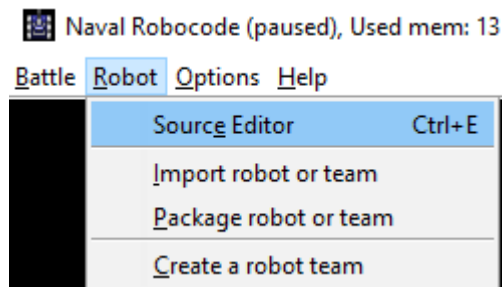 Naval Robocode (paused), Used mem: 13
Battle Robot Options Help
Source Editor Ctrl+E
Import robot or team
Package robot or team
Create a robot team